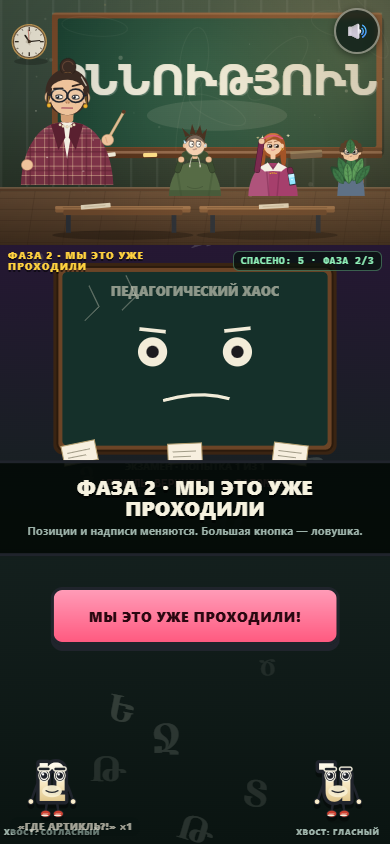 ՔՆՆՈՒԹՅՈՒՆ
ФАЗА 2 · МЫ ЭТО УЖЕ
ПРОХОДИЛИ
СПАСЕНО: 5 · ФАЗА 2/3
ПЕДАГОГИЧЕСКИЙ ХАОС
ФАЗА 2 · МЫ ЭТО УЖЕ
ПРОХОДИЛИ
Позиции и надписи меняются. Большая кнопка — ловушка.
МЫ ЭТО УЖЕ ПРОХОДИЛИ!
Ե
Ձ
Թ
Տ
Թ
«ГДЕ АРТИКЛЬ?!» ×1
ХВОСТ: СОГЛАСНЫЙ
ХВОСТ: ГЛАСНЫЙ